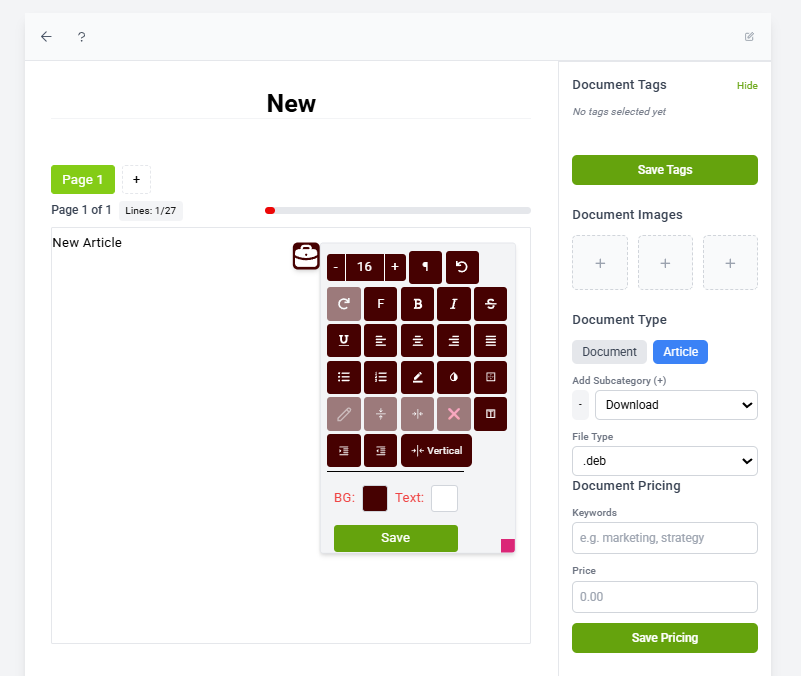 ?
New
Page 1
+
Page 1 of 1
Lines: 1/27
New Article
- 16 + ¶
F B I S
U
Vertical
BG:
Text:
Save
Document Tags
Hide
No tags selected yet
Save Tags
Document Images
+ + +
Document Type
Document
Article
Add Subcategory (+)
-
Download
File Type
.deb
Document Pricing
Keywords
e.g. marketing, strategy
Price
0.00
Save Pricing